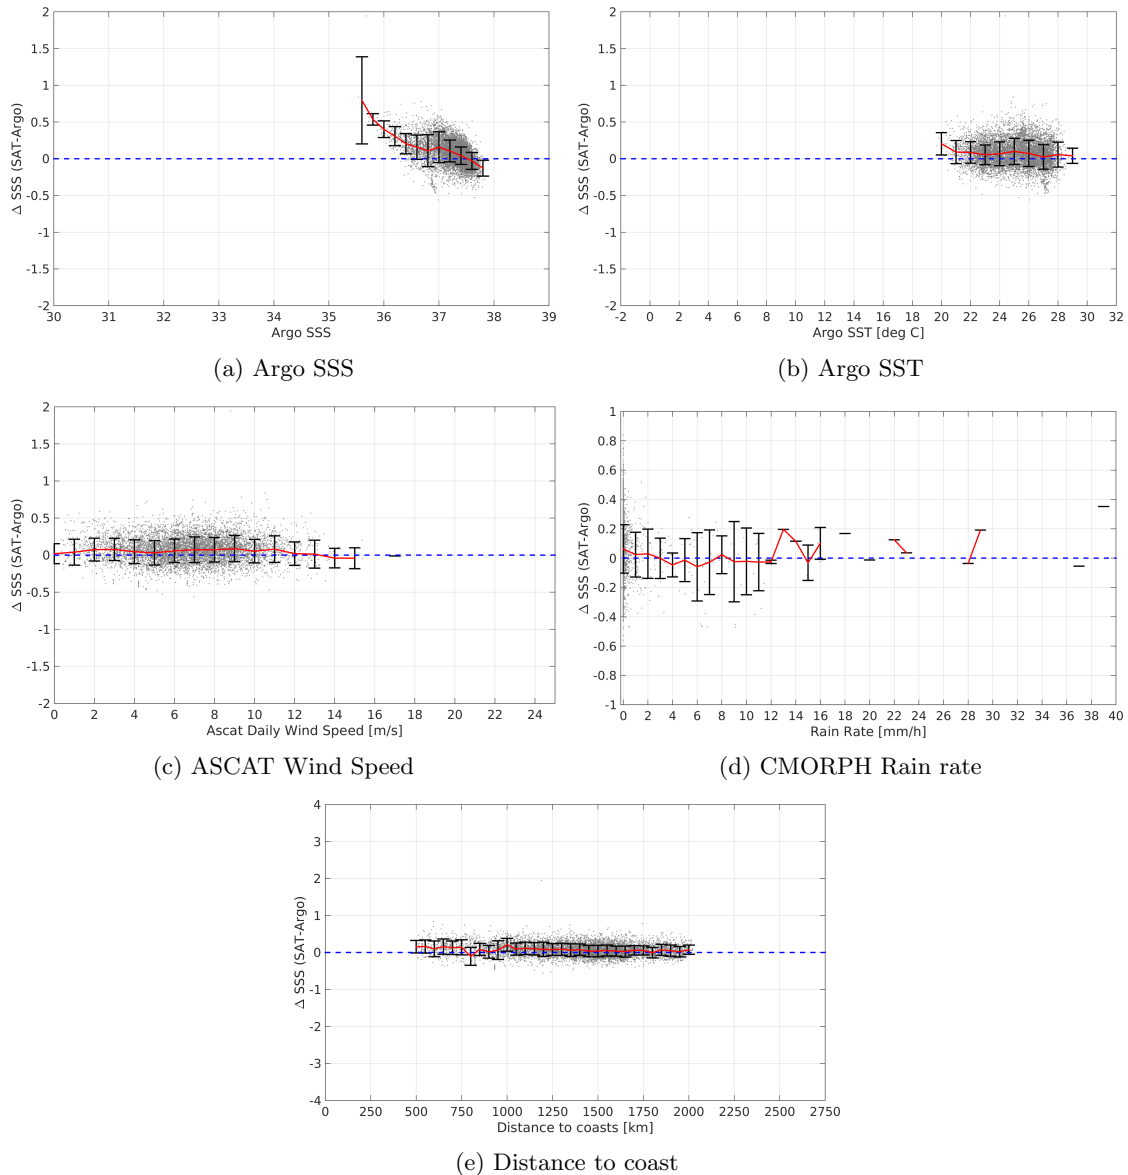 2
1.5
1
0.5
0
-0.5
-1
-1.5
-2
Δ SSS (SAT-Argo)
30 31 32 33 34 35 36 37 38 39
Argo SSS
(a) Argo SSS
2
1.5
1
0.5
0
-0.5
-1
-1.5
-2
Δ SSS (SAT-Argo)
-2 0 2 4 6 8 10 12 14 16 18 20 22 24 26 28 30 32
Argo SST [deg C]
(b) Argo SST
2
1.5
1
0.5
0
-0.5
-1
-1.5
-2
Δ SSS (SAT-Argo)
0 2 4 6 8 10 12 14 16 18 20 22 24
Ascat Daily Wind Speed [m/s]
(c) ASCAT Wind Speed
1
0.8
0.6
0.4
0.2
0
-0.2
-0.4
-0.6
-0.8
-1
Δ SSS (SAT-Argo)
0 2 4 6 8 10 12 14 16 18 20 22 24 26 28 30 32 34 36 38 40
Rain Rate [mm/h]
(d) CMORPH Rain rate
4
3
2
1
0
-1
-2
-3
-4
Δ SSS (SAT-Argo)
0 250 500 750 1000 1250 1500 1750 2000 2250 2500 2750
Distance to coasts [km]
(e) Distance to coast